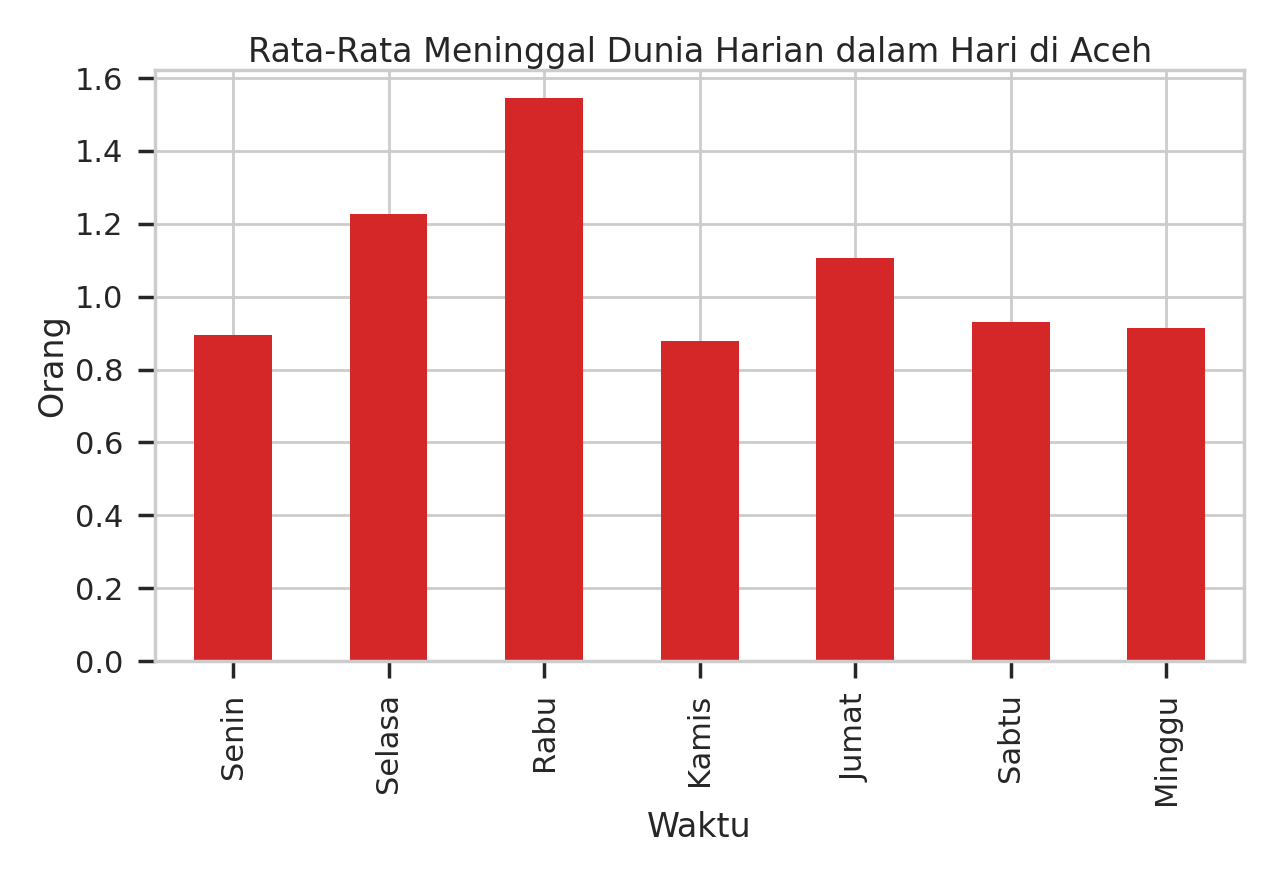 Rata-Rata Meninggal Dunia Harian dalam Hari di Aceh
1.6
1.4
1.2
1.0
0.8
0.6
0.4
0.2
0.0
Orang
Senin
Selasa
Rabu
Kamis
Jumat
Sabtu
Minggu
Waktu